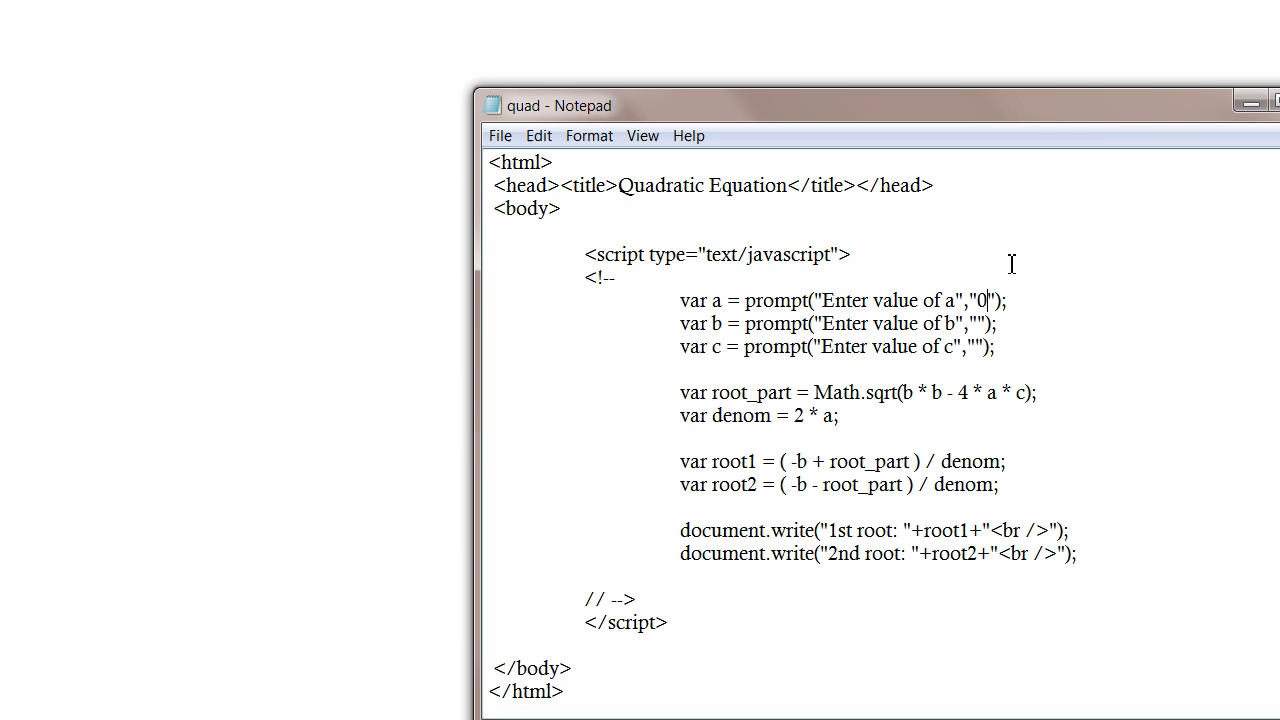 quad - Notepad
File Edit Format View Help
<html>
<head><title>Quadratic Equation</title></head>
<body>
<script type="text/javascript">
<!--
var a = prompt("Enter value of a","0");
var b = prompt("Enter value of b","");
var c = prompt("Enter value of c","");
var root_part = Math.sqrt(b * b - 4 * a * c);
var denom = 2 * a;
var root1 = ( -b + root_part ) / denom;
var root2 = ( -b - root_part ) / denom;
document.write("1st root: "+root1+"<br />");
document.write("2nd root: "+root2+"<br />");
// -->
</script>
</body>
</html>